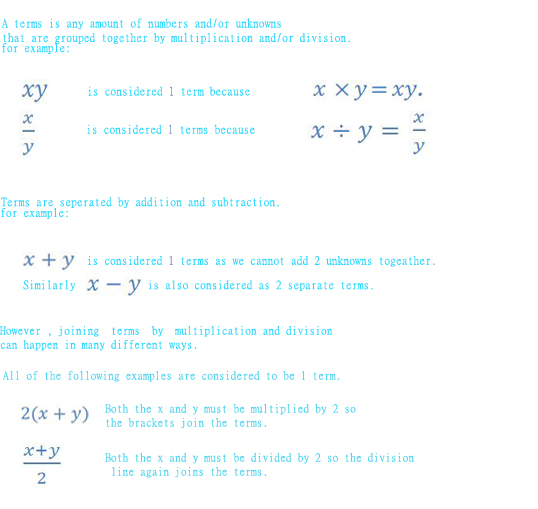 A terms is any amount of numbers and/or unknowns
that are grouped together by multiplication and/or division.
for example:
xy is considered 1 term because x × y = xy.
x/y is considered 1 terms because x ÷ y = x/y
Terms are seperated by addition and subtraction.
for example:
x + y is considered 1 terms as we cannot add 2 unknowns togeather.
Similarly x − y is also considered as 2 separate terms.
However , joining terms by multiplication and division
can happen in many different ways.
All of the following examples are considered to be 1 term.
2(x + y) Both the x and y must be multiplied by 2 so
the brackets join the terms.
x+y/2 Both the x and y must be divided by 2 so the division
line again joins the terms.